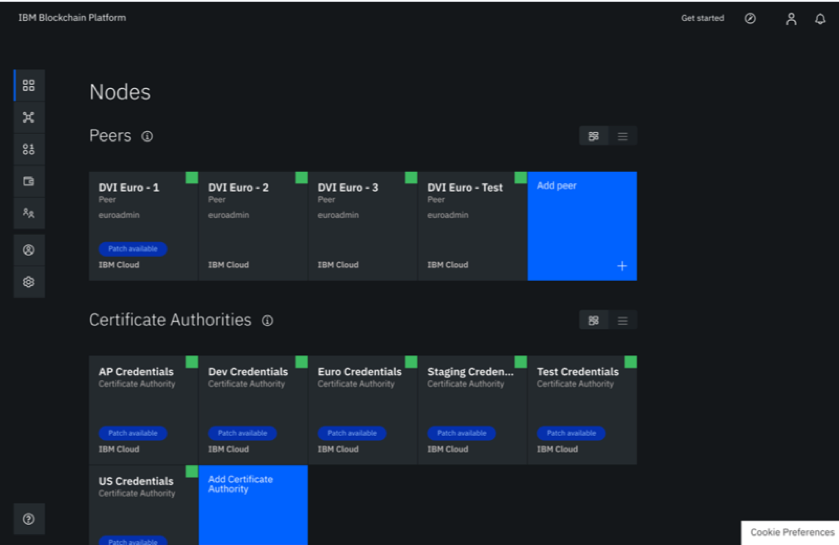 IBM Blockchain Platform
Get started
Nodes
Peers
DVI Euro - 1
Peer
euroadmin
Patch available
IBM Cloud
DVI Euro - 2
Peer
euroadmin
IBM Cloud
DVI Euro - 3
Peer
euroadmin
IBM Cloud
DVI Euro - Test
Peer
euroadmin
IBM Cloud
Add peer
Certificate Authorities
AP Credentials
Certificate Authority
Patch available
IBM Cloud
Dev Credentials
Certificate Authority
Patch available
IBM Cloud
Euro Credentials
Certificate Authority
Patch available
IBM Cloud
Staging Creden...
Certificate Authority
Patch available
IBM Cloud
Test Credentials
Certificate Authority
Patch available
IBM Cloud
US Credentials
Certificate Authority
Patch available
Add Certificate
Authority
Cookie Preferences